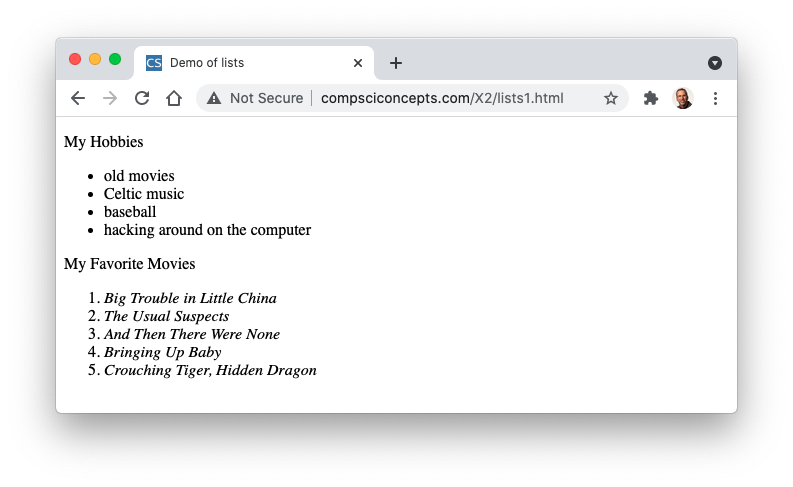 CS Demo of lists
Not Secure | compsciconcepts.com/X2/lists1.html
My Hobbies
• old movies
• Celtic music
• baseball
• hacking around on the computer
My Favorite Movies
1. Big Trouble in Little China
2. The Usual Suspects
3. And Then There Were None
4. Bringing Up Baby
5. Crouching Tiger, Hidden Dragon